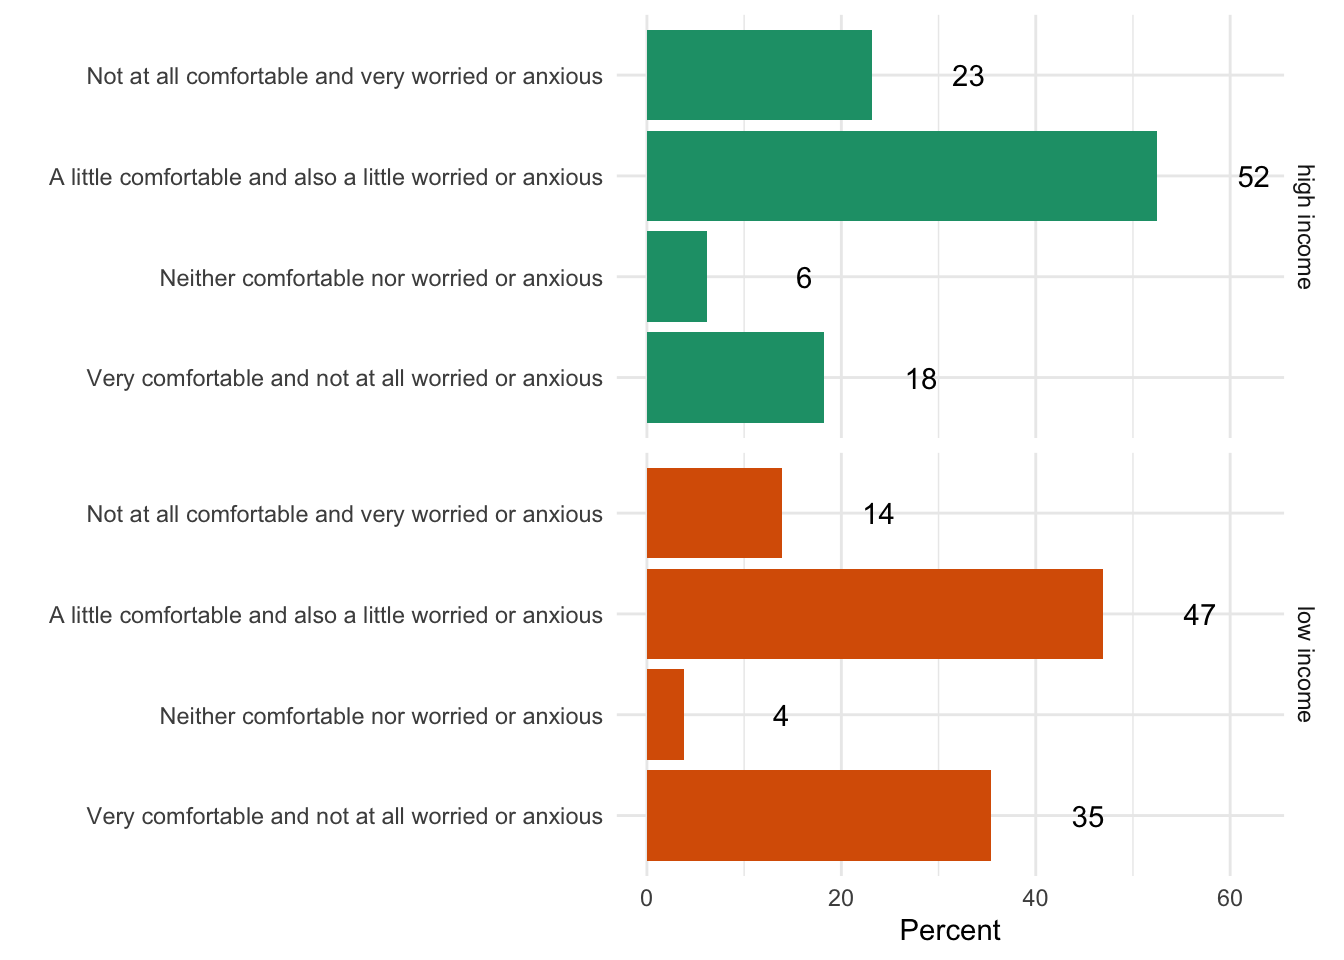 Not at all comfortable and very worried or anxious
23
A little comfortable and also a little worried or anxious
52
Neither comfortable nor worried or anxious
6
Very comfortable and not at all worried or anxious
18
high income
Not at all comfortable and very worried or anxious
14
A little comfortable and also a little worried or anxious
47
Neither comfortable nor worried or anxious
4
Very comfortable and not at all worried or anxious
35
low income
0 20 40 60
Percent